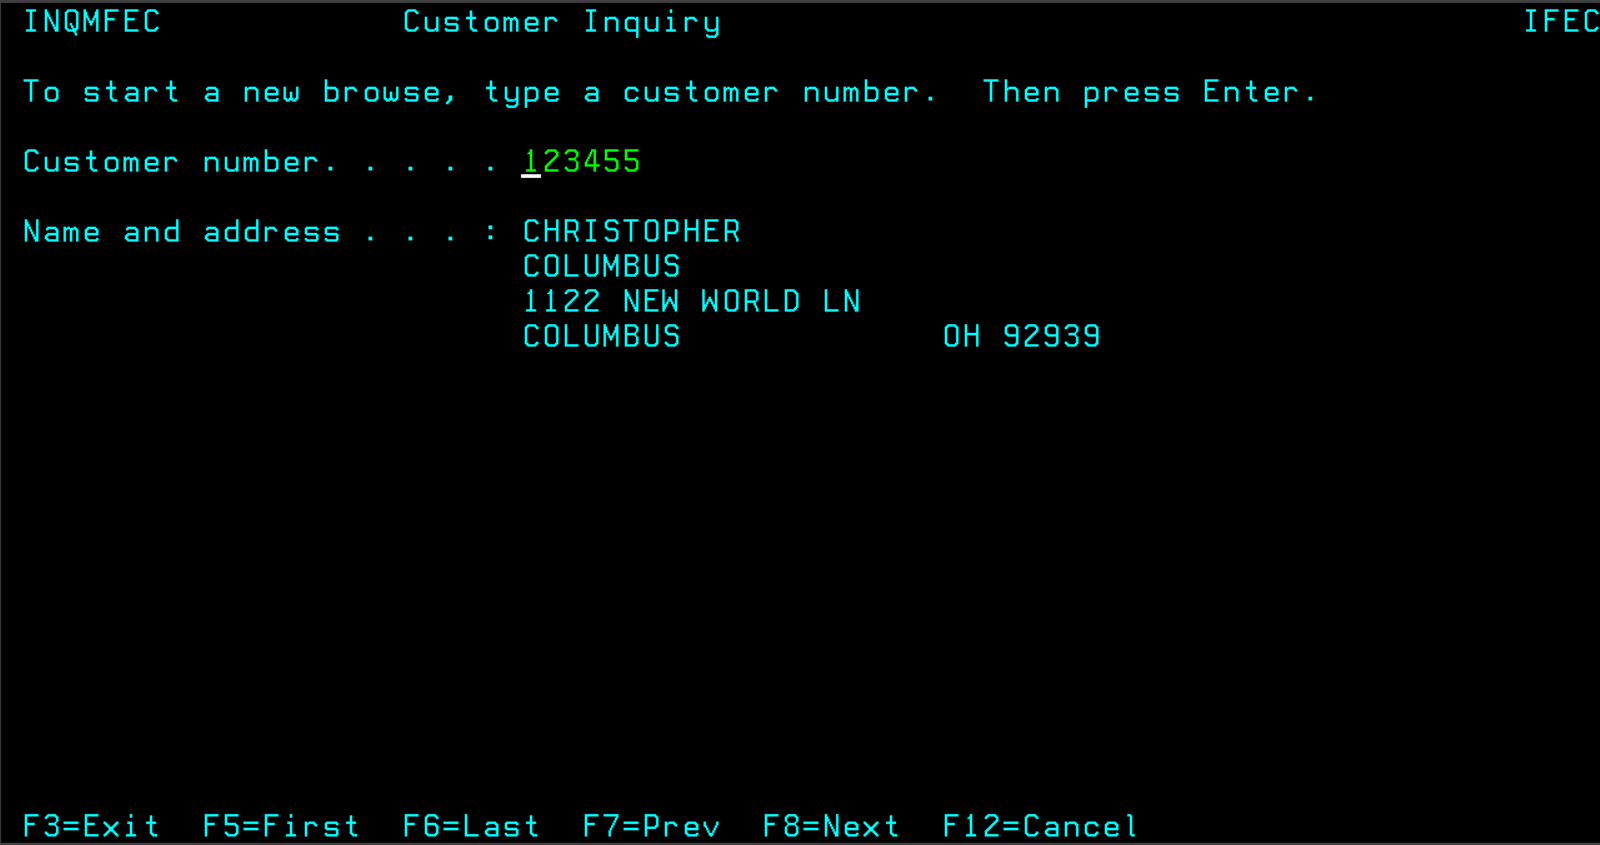 INQMFEC Customer Inquiry IFEC
To start a new browse, type a customer number. Then press Enter.
Customer number. . . . . 123455
Name and address . . . : CHRISTOPHER
COLUMBUS
1122 NEW WORLD LN
COLUMBUS OH 92939
F3=Exit F5=First F6=Last F7=Prev F8=Next F12=Cancel